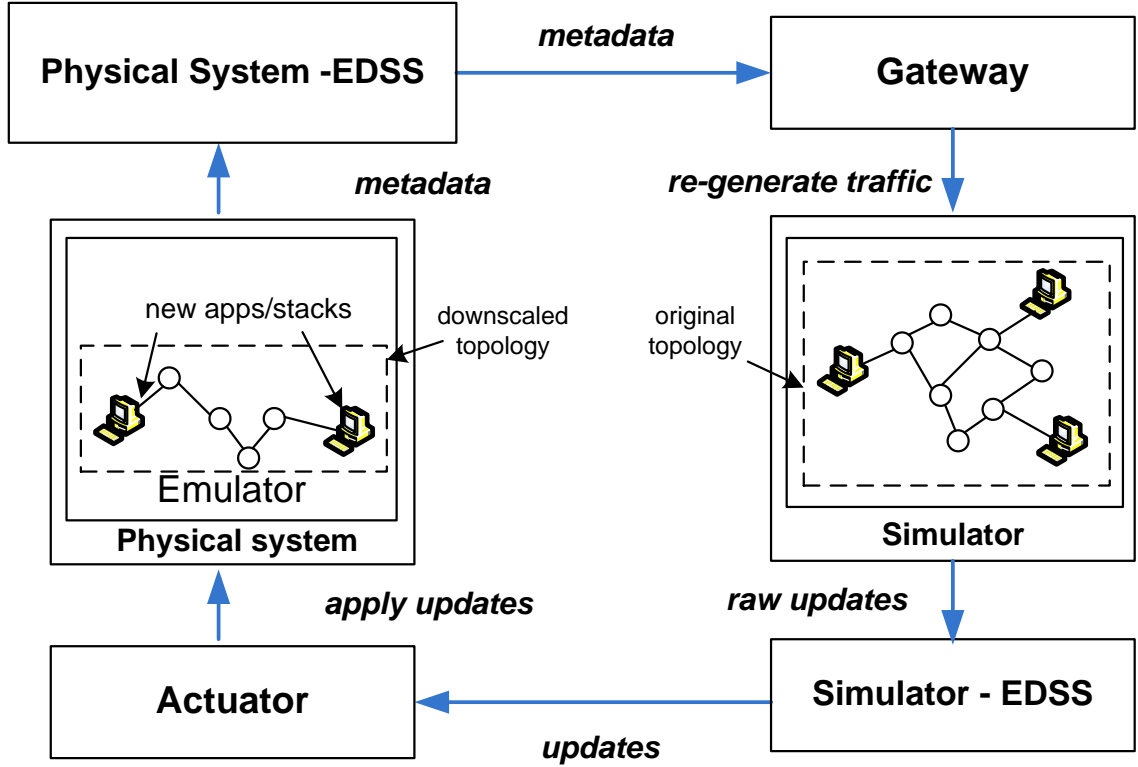 metadata
Physical System -EDSS
Gateway
metadata
re-generate traffic
new apps/stacks
downscaled
topology
original
topology
Emulator
Physical system
Simulator
apply updates
raw updates
Actuator
Simulator - EDSS
updates